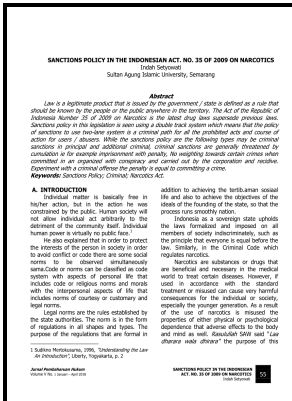 SANCTIONS POLICY IN THE INDONESIAN ACT. NO. 35 OF 2009 ON NARCOTICS
Indah Setyowati
Sultan Agung Islamic University, Semarang
Abstract
Law is a legitimate product that is issued by the government / state is defined as a rule that
should be known by the people or the public anywhere in the territory. The Act of the Republic of
Indonesia Number 35 of 2009 on Narcotics is the latest drug laws supersede previous laws.
Sanctions policy in this legislation is seen using a double track system which means that the policy
of sanctions to use two-lane system is a criminal path for all the prohibited acts and course of
action for users / abusers. While the sanctions policy are the following types may be criminal
sanctions in principal and additional criminal, criminal sanctions are generally threatened by
cumulation ie for example imprisonment with penalty, No weighting towards certain crimes when
committed in an organized with conspiracy and carried out by the corporation and residive.
Experiment with a criminal offense the penalty is equal to committing a crime.
Keywords: Sanctions Policy; Criminal; Narcotics Act.
A. INTRODUCTION
Individual matter is basically free in
his/her action, but in the action he was
constrained by the public. Human society will
not allow individual act arbitrarily to the
detriment of the community itself. Individual
human power is virtually no public face.1
He also explained that in order to protect
the interests of the person in society in order
to avoid conflict or code there are some social
norms to be observed simultaneously
sama.Code or norms can be classified as code
system with aspects of personal life that
includes code or religious norms and morals
with the interpersonal aspects of life that
includes norms of courtesy or customary and
legal norms.
Legal norms are the rules established by
the state authorities. The norm is in the form
of regulations in all shapes and types. The
purpose of the regulations that are formal in
1 Sudikno Mertokusumo, 1996, "Understanding the Law
An Introduction", Liberty, Yogyakarta, p. 2
addition to achieving the tertib.aman sosiaal
life and also to achieve the objectives of the
ideals of the founding of the state, so that the
process runs smoothly nation.
Indonesia as a sovereign state upholds
the laws formalized and imposed on all
members of society indiscriminately, such as
the principle that everyone is equal before the
law. Similarly, in the Criminal Code which
regulates narcotics.
Narcotics are substances or drugs that
are beneficial and necessary in the medical
world to treat certain diseases. However, if
used in accordance with the standard
treatment or misused can cause very harmful
consequences for the individual or society,
especially the younger generation. As a result
of the use of narcotics is misused the
properties of either physical or psychological
dependence that adverse effects to the body
and mind as well. Rasulullah SAW said "Laa
dharara wala dhirara" the purpose of this
Jurnal Pembaharuan Hukum
Volume V No. 1 Januari - April 2018
SANCTIONS POLICY IN THE INDONESIAN
ACT. NO. 35 OF 2009 ON NARCOTICS
Indah Setyowati
55